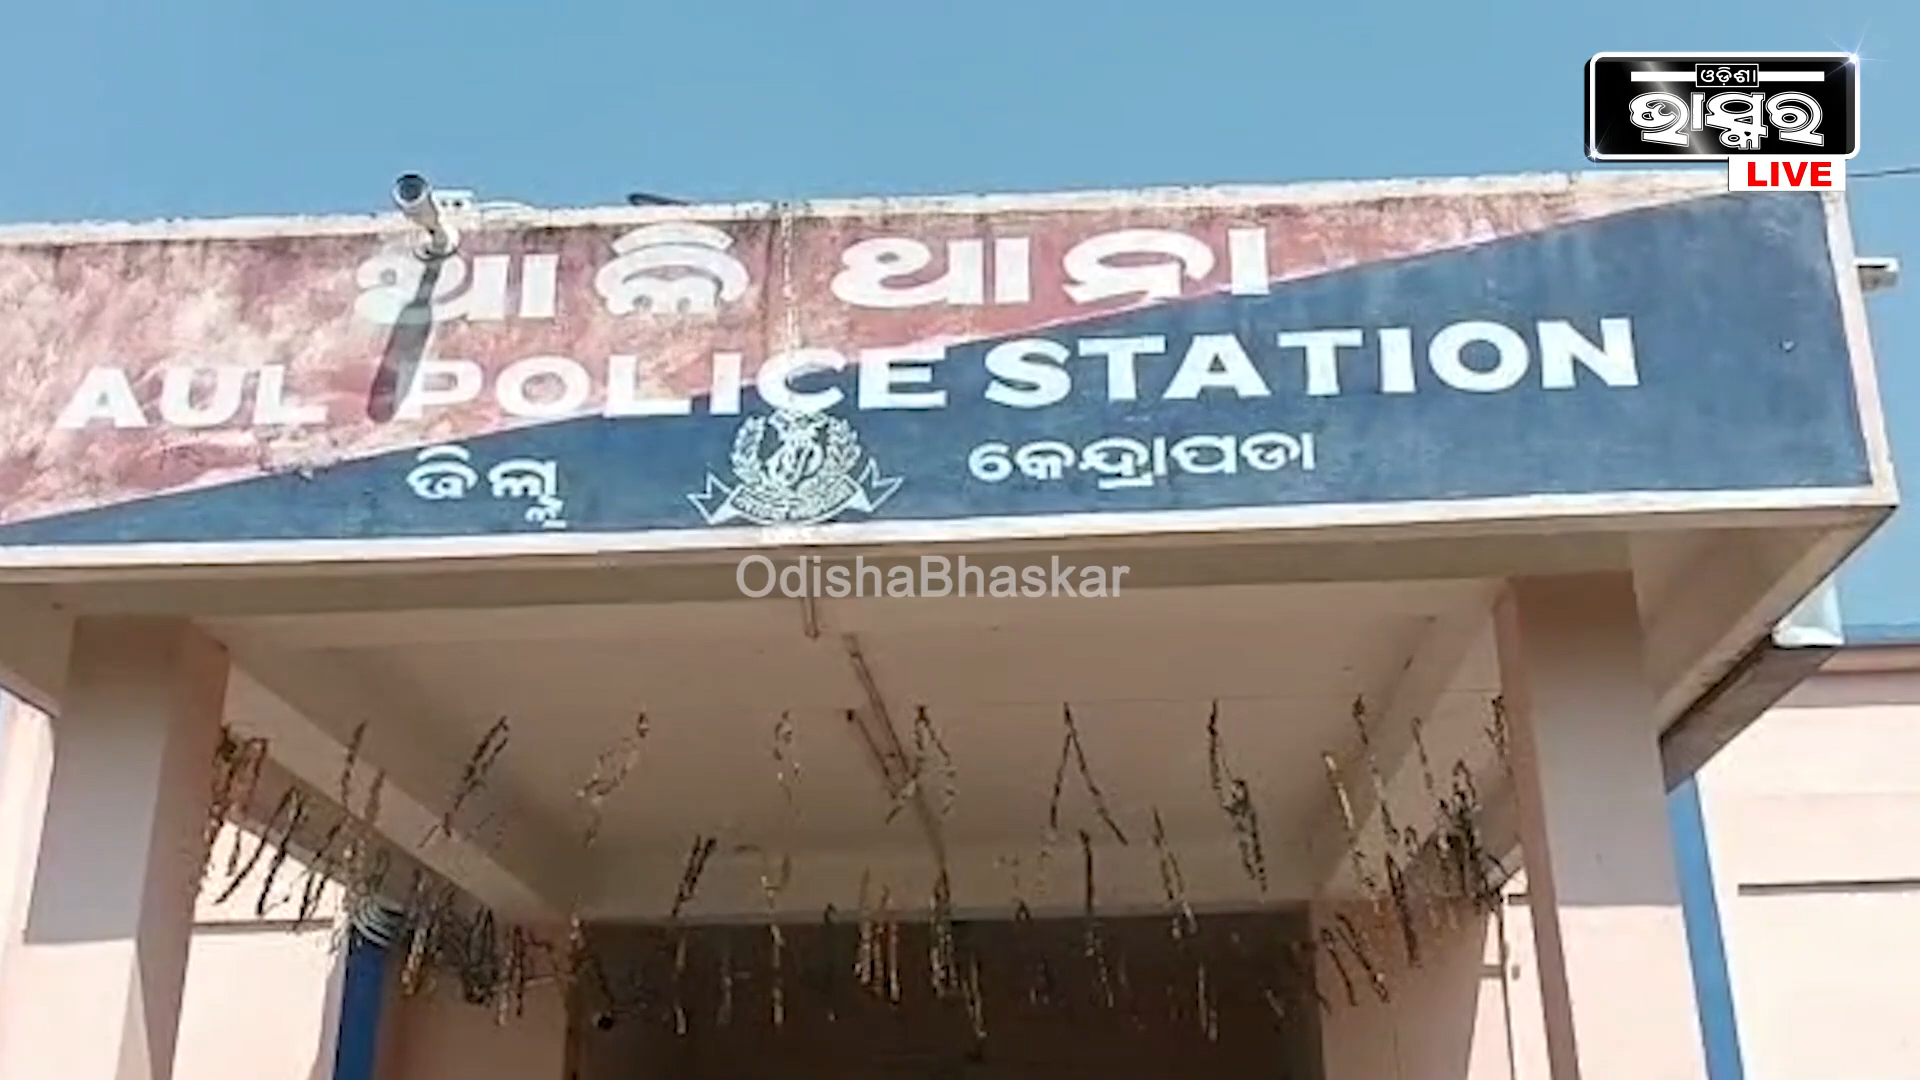 ଓଡ଼ିଶା
ଭାସ୍କର
LIVE
ଆଳି ଥାନା
AUL POLICE STATION
ଜିଲ୍ଲା
କେନ୍ଦ୍ରାପଡା
OdishaBhaskar